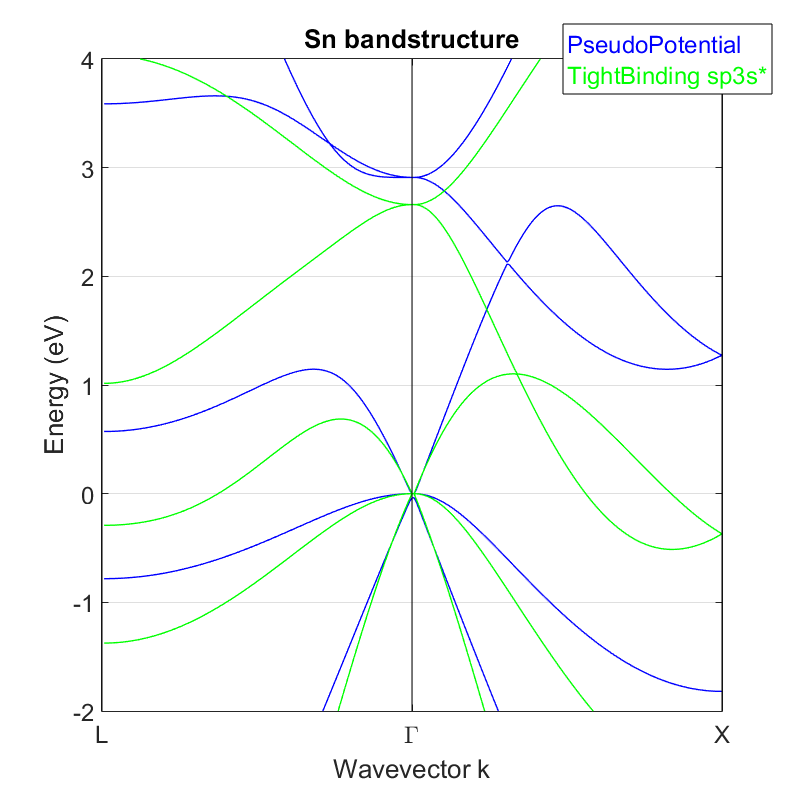 Sn bandstructure
PseudoPotential
TightBinding sp3s*
4
3
2
1
0
-1
-2
Energy (eV)
L
Γ
X
Wavevector k